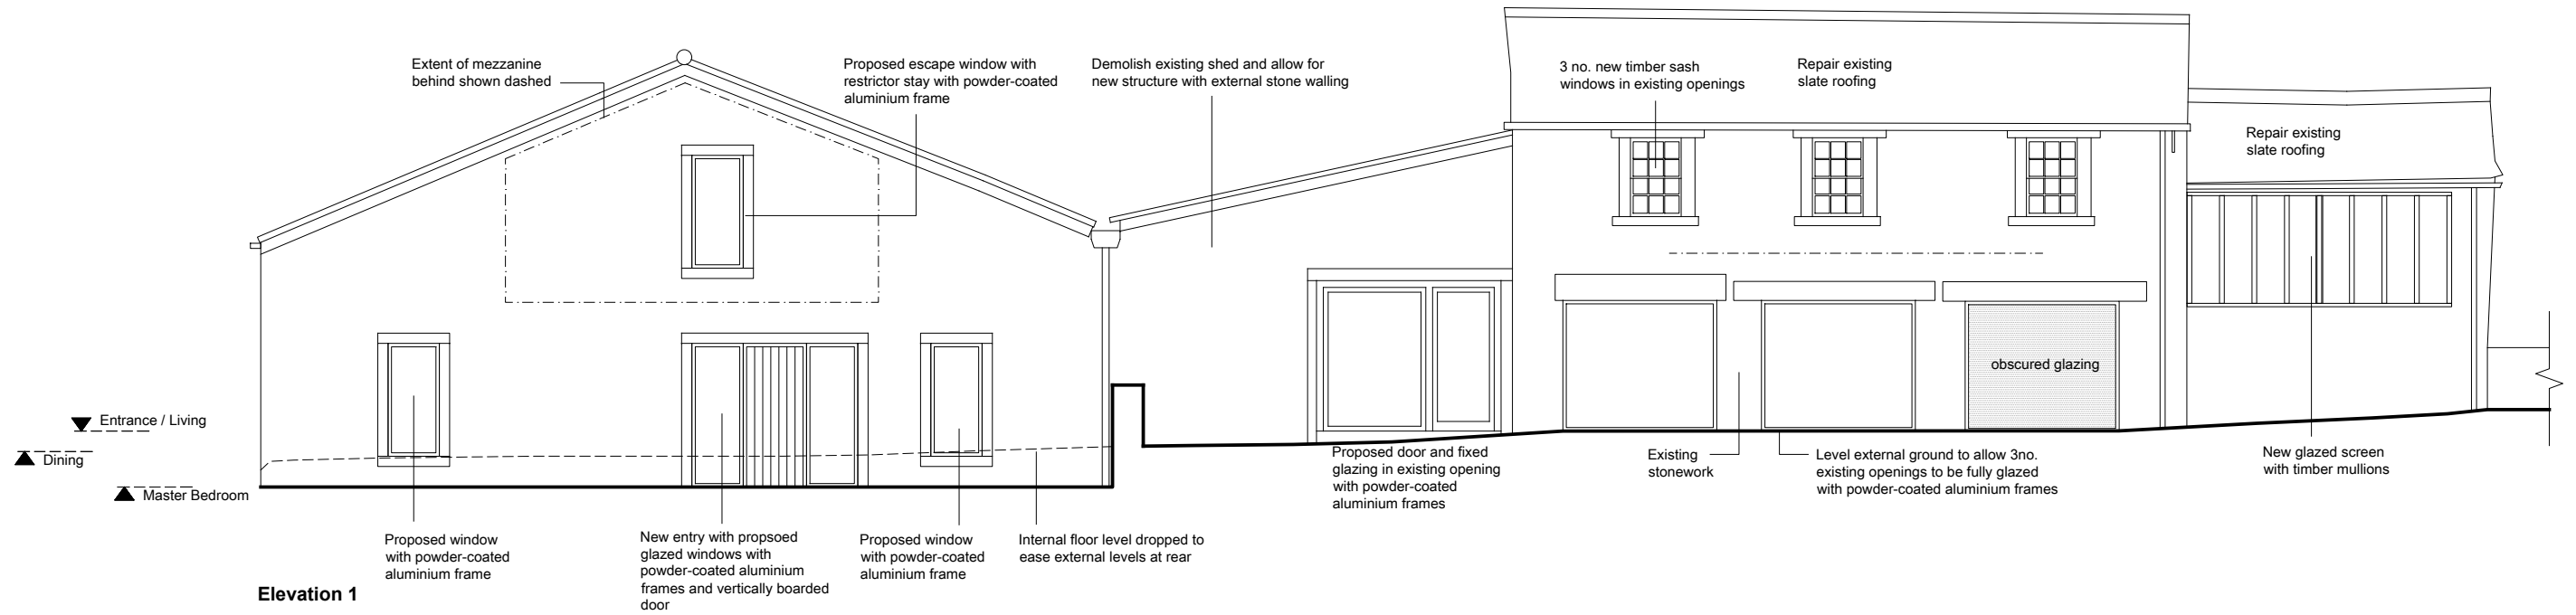 Extent of mezzanine
behind shown dashed
Proposed escape window with
restrictor stay with powder-coated
aluminium frame
Demolish existing shed and allow for
new structure with external stone walling
3 no. new timber sash
windows in existing openings
Repair existing
slate roofing
Repair existing
slate roofing
obscured glazing
Entrance / Living
Dining
Master Bedroom
Proposed door and fixed
glazing in existing opening
with powder-coated
aluminium frames
Existing
stonework
Level external ground to allow 3no.
existing openings to be fully glazed
with powder-coated aluminium frames
New glazed screen
with timber mullions
Proposed window
with powder-coated
aluminium frame
New entry with propsoed
glazed windows with
powder-coated aluminium
frames and vertically boarded
door
Proposed window
with powder-coated
aluminium frame
Internal floor level dropped to
ease external levels at rear
Elevation 1